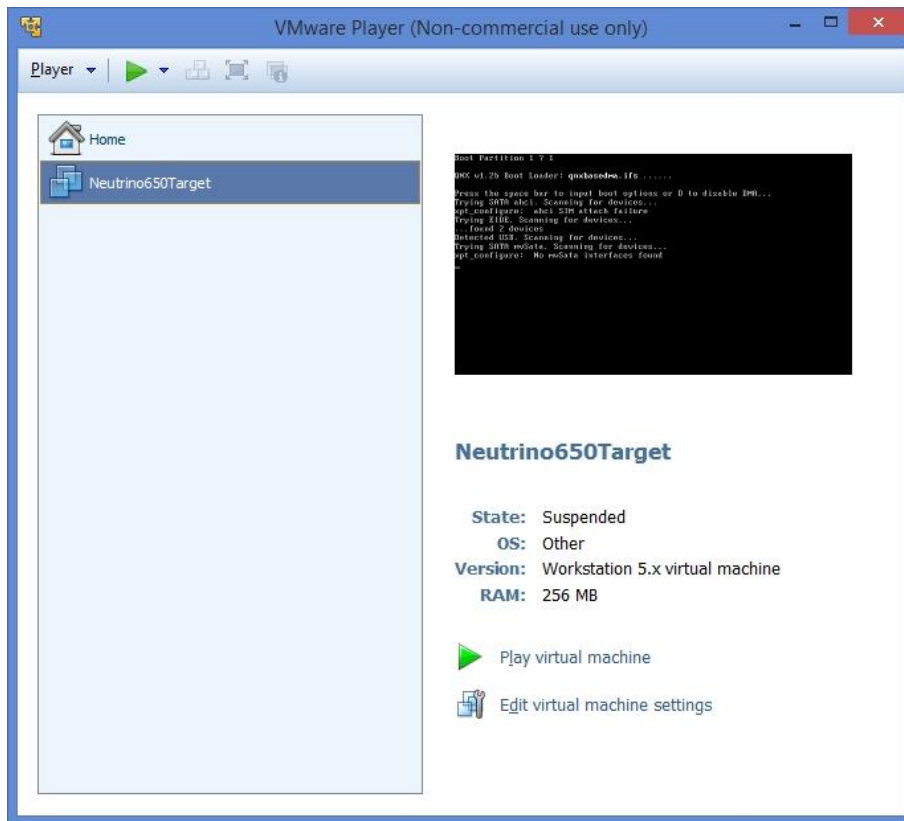 VMware Player (Non-commercial use only)
Player
Home
Neutrino650Target
Boot Partition 1 ? 1
QNX v1.2b Boot Loader: qnxbasedma.ifs ......
Press the space bar to input boot options or D to disable DMA...
Trying SATA ahci. Scanning for devices...
xpt_configure: ahci SIM attach failure
Trying EIDE. Scanning for devices...
...found 2 devices
Detected USB. Scanning for devices...
Trying SATA mvSata. Scanning for devices...
xpt_configure: No mvSata interfaces found
Neutrino650Target
State: Suspended
OS: Other
Version: Workstation 5.x virtual machine
RAM: 256 MB
Play virtual machine
Edit virtual machine settings